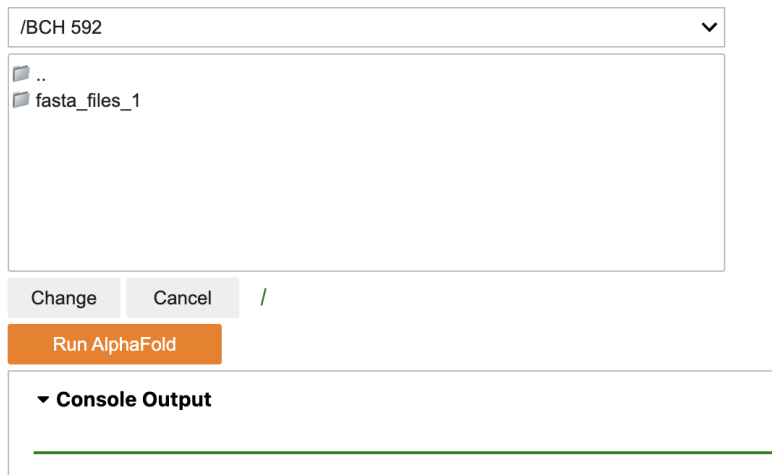 /BCH 592
..
fasta_files_1
Change Cancel /
Run AlphaFold
Console Output